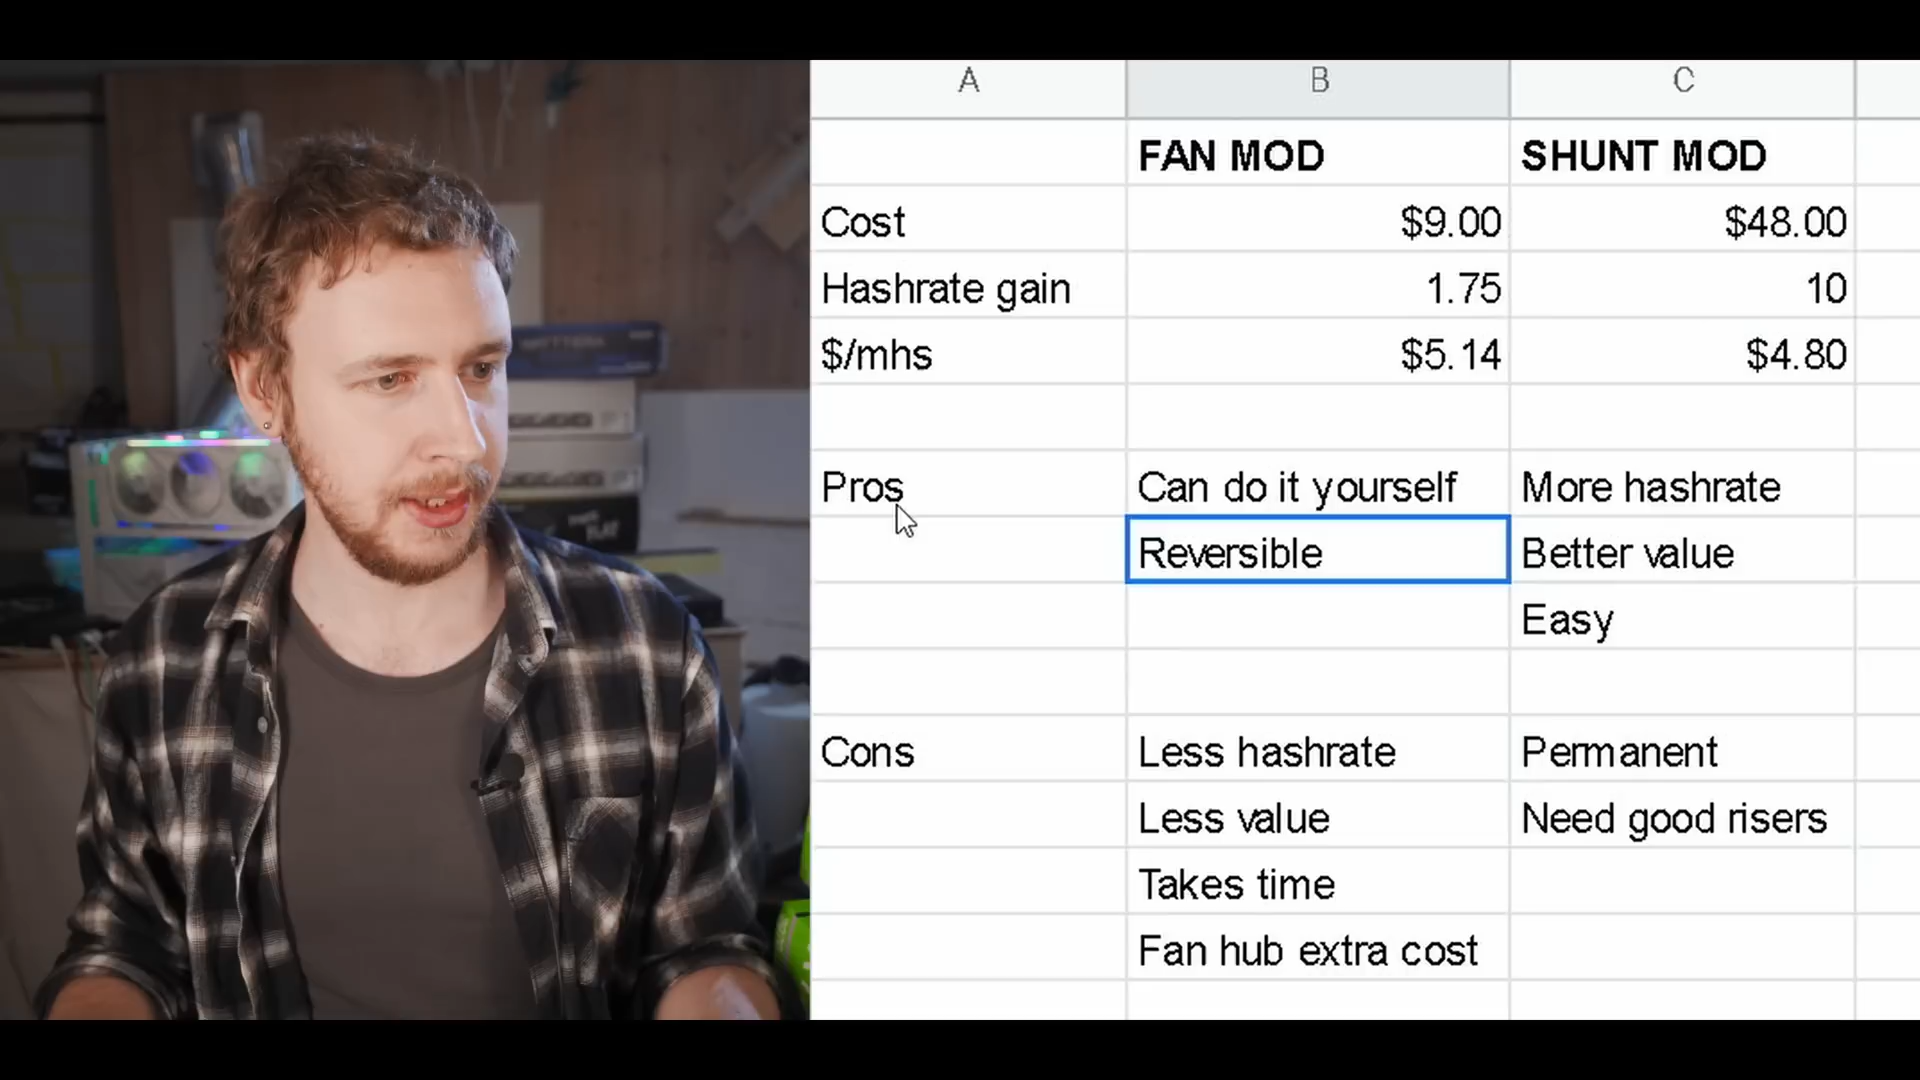 A B C
FAN MOD SHUNT MOD
Cost $9.00 $48.00
Hashrate gain 1.75 10
$/mhs $5.14 $4.80
Pros Can do it yourself More hashrate
Reversible Better value
Easy
Cons Less hashrate Permanent
Less value Need good risers
Takes time
Fan hub extra cost